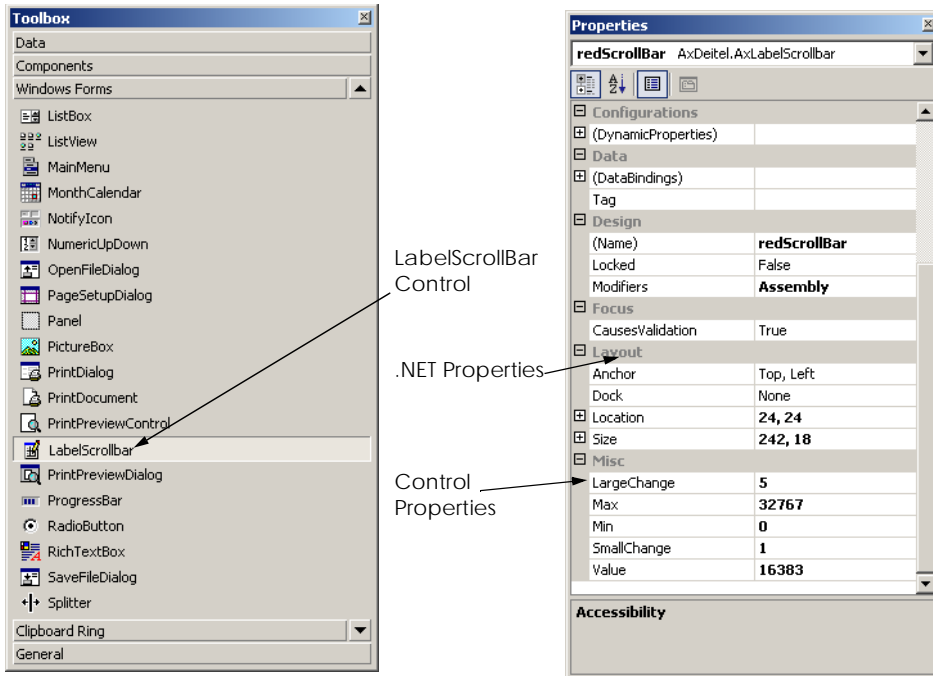 Toolbox
Data
Components
Windows Forms
ListBox
ListView
MainMenu
MonthCalendar
NotifyIcon
NumericUpDown
OpenFileDialog
PageSetupDialog
Panel
PictureBox
PrintDialog
PrintDocument
PrintPreviewControl
LabelScrollbar
PrintPreviewDialog
ProgressBar
RadioButton
RichTextBox
SaveFileDialog
Splitter
Clipboard Ring
General
LabelScrollBar
Control
.NET Properties
Control
Properties
Properties
redScrollBar AxDeitel.AxLabelScrollbar
Configurations
(DynamicProperties)
Data
(DataBindings)
Tag
Design
(Name) redScrollBar
Locked False
Modifiers Assembly
Focus
CausesValidation True
Layout
Anchor Top, Left
Dock None
Location 24, 24
Size 242, 18
Misc
LargeChange 5
Max 32767
Min 0
SmallChange 1
Value 16383
Accessibility